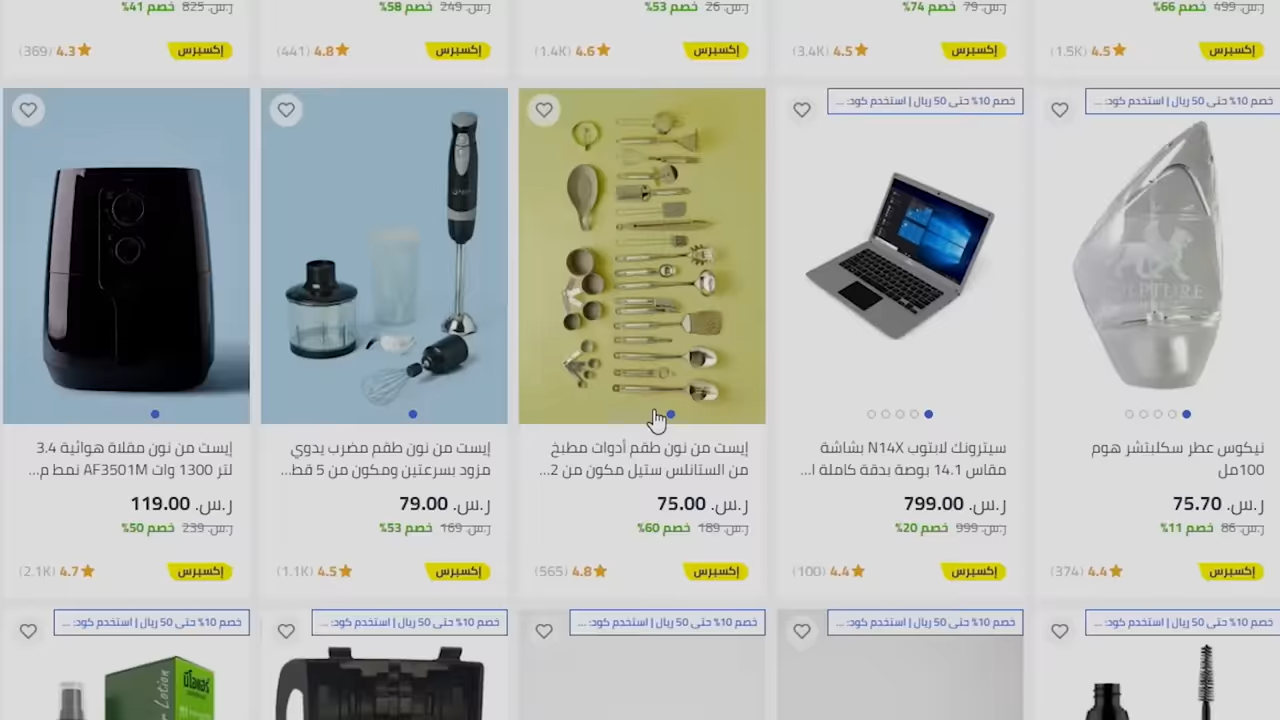 ر.س. 499 خصم 66%
ر.س. 79 خصم 74%
ر.س. 26 خصم 53%
ر.س. 249 خصم 58%
ر.س. 825 خصم 41%
إكسبرس 4.5 (1.5K)
إكسبرس 4.5 (3.4K)
إكسبرس 4.6 (1.4K)
إكسبرس 4.8 (441)
إكسبرس 4.3 (369)
خصم 10% حتى 50 ريال | استخدم كود: ...
SCULPTURE
نيكوس عطر سكلبتشر هوم
100مل
ر.س. 75.70
ر.س. 86 خصم 11%
إكسبرس 4.4 (374)
خصم 10% حتى 50 ريال | استخدم كود: ...
سيترونك لابتوب N14X بشاشة
مقاس 14.1 بوصة بدقة كاملة ا...
ر.س. 799.00
ر.س. 999 خصم 20%
إكسبرس 4.4 (100)
إيست من نون طقم أدوات مطبخ
من الستانلس ستيل مكون من 2...
ر.س. 75.00
ر.س. 189 خصم 60%
إكسبرس 4.8 (565)
إيست من نون طقم مضرب يدوي
مزود بسرعتين ومكون من 5 قط...
ر.س. 79.00
ر.س. 169 خصم 53%
إكسبرس 4.5 (1.1K)
إيست من نون مقلاة هوائية 3.4
لتر 1300 وات AF3501M نمط م...
ر.س. 119.00
ر.س. 239 خصم 50%
إكسبرس 4.7 (2.1K)
خصم 10% حتى 50 ريال | استخدم كود: ...
خصم 10% حتى 50 ريال | استخدم كود: ...
خصم 10% حتى 50 ريال | استخدم كود: ...
خصم 10% حتى 50 ريال | استخدم كود: ...
خصم 10% حتى 50 ريال | استخدم كود: ...
Lotion